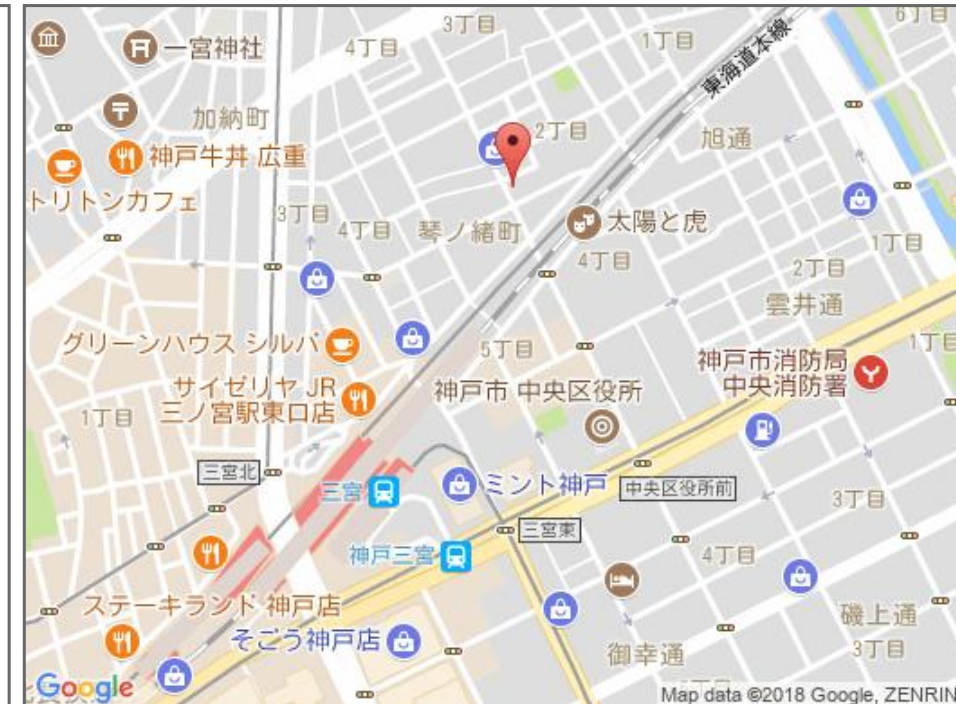 3丁目
6丁目
一宮神社
4丁目
1丁目
東海道本線
加納町
2丁目
旭通
神戸牛丼 広重
トリトンカフェ
3丁目
4丁目
琴ノ緒町
太陽と虎
1丁目
4丁目
2丁目
雲井通
グリーンハウス シルバ
5丁目
1丁目
神戸市消防局
中央消防署
サイゼリヤ JR
三ノ宮駅東口店
神戸市 中央区役所
1丁目
三宮北
三宮
ミント神戸
中央区役所前
3丁目
三宮東
神戸三宮
4丁目
ステーキランド 神戸店
そごう神戸店
磯上通
御幸通
3丁目
Google
Map data ©2018 Google, ZENRIN